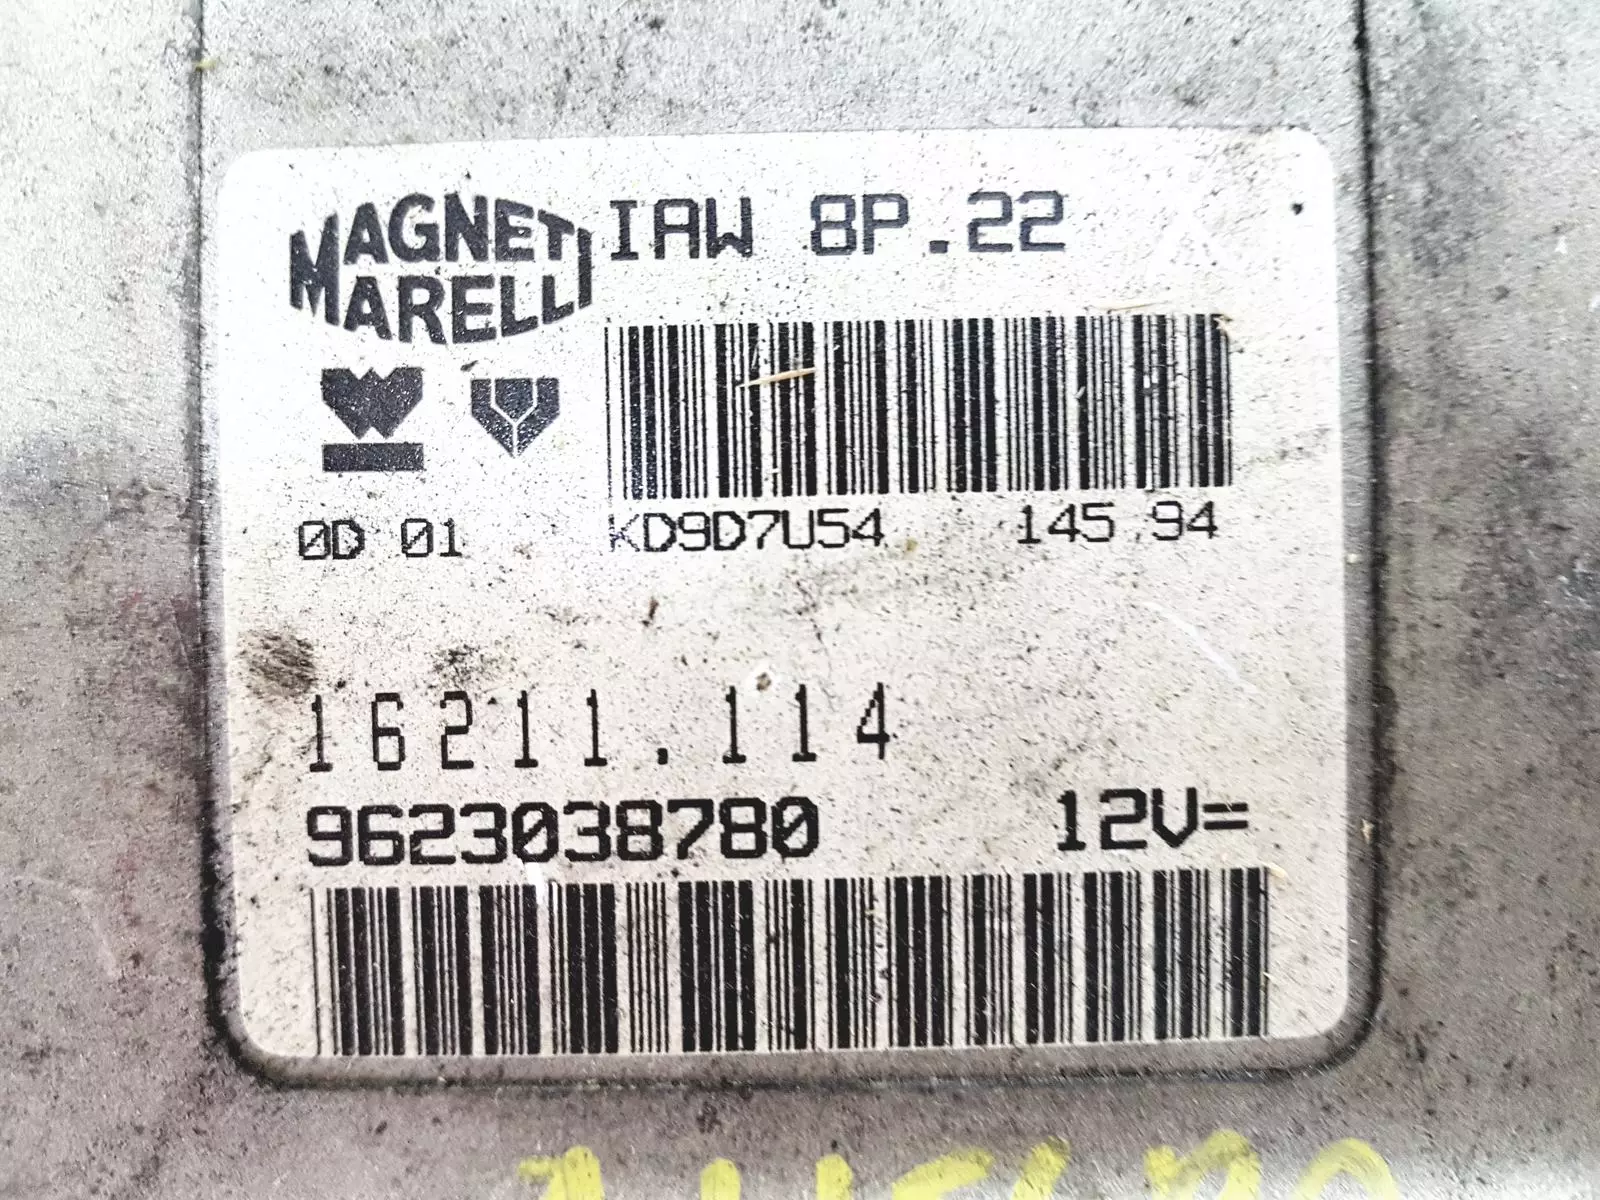 MAGNETI
MARELLI
IAW 8P.22
0D 01
KD9D7U54 145 94
16211.114
9623038780 12V=